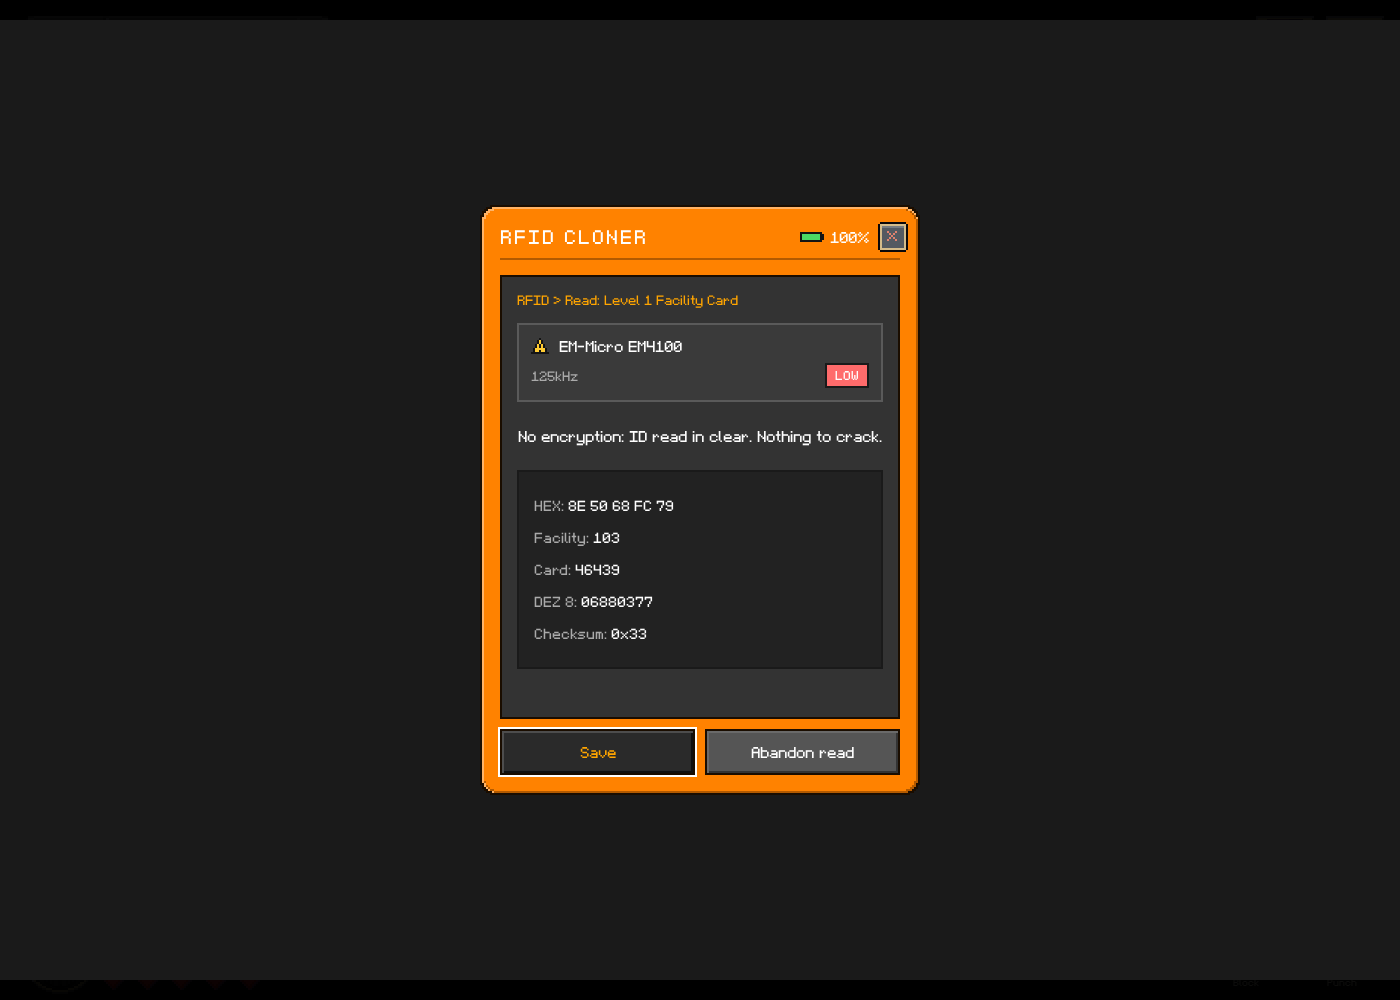 RFID CLONER
100%
X
RFID > Read: Level 1 Facility Card
EM-Micro EM4100
125kHz
LOW
No encryption: ID read in clear. Nothing to crack.
HEX: 8E 50 68 FC 79
Facility: 103
Card: 46439
DEZ 8: 06880377
Checksum: 0x33
Save
Abandon read